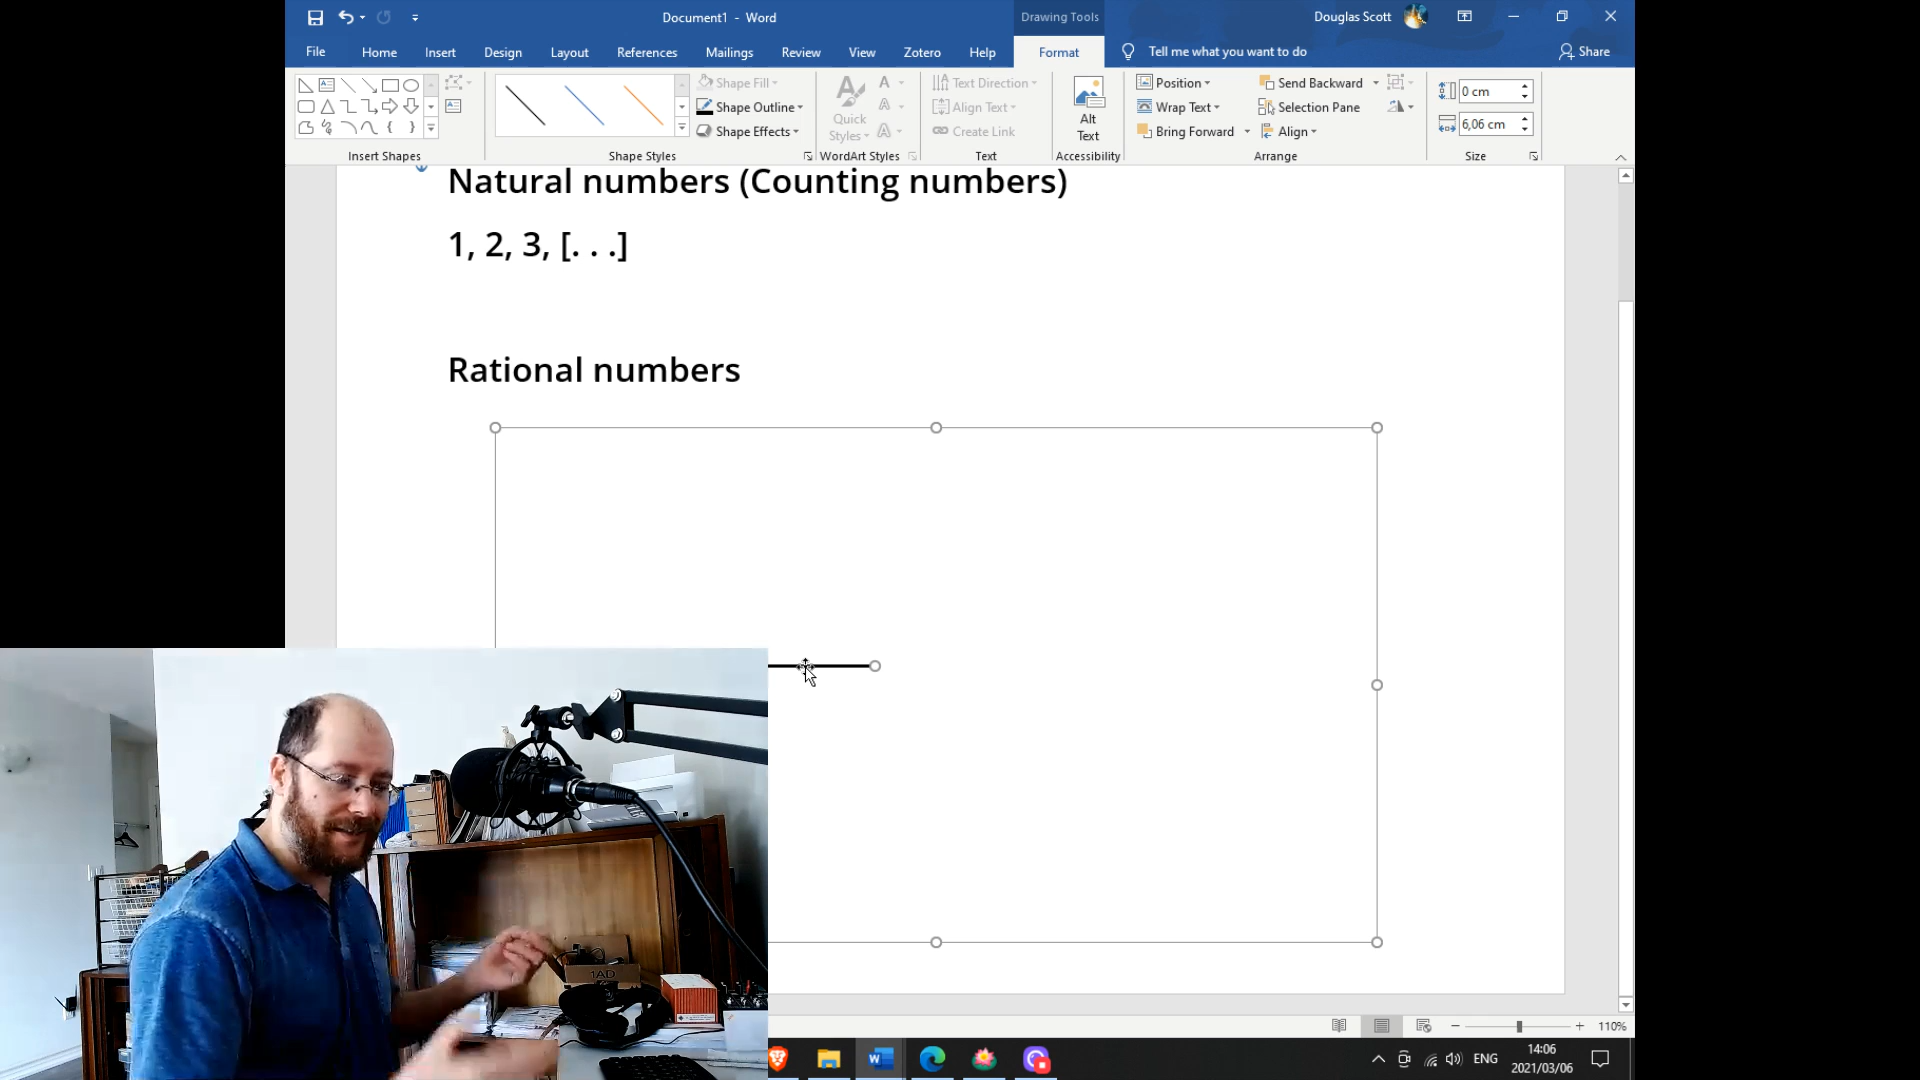 Document1 - Word
Drawing Tools
Douglas Scott
File Home Insert Design Layout References Mailings Review View Zotero Help Format Tell me what you want to do Share
Shape Fill
Shape Outline
Shape Effects
Quick
Styles
Text Direction
Align Text
Create Link
Alt
Text
Position
Wrap Text
Bring Forward
Send Backward
Selection Pane
Align
0 cm
6,06 cm
Insert Shapes Shape Styles WordArt Styles Text Accessibility Arrange Size
Natural numbers (Counting numbers)
1, 2, 3, [. . .]
Rational numbers
1AD
110%
ENG
14:06
2021/03/06